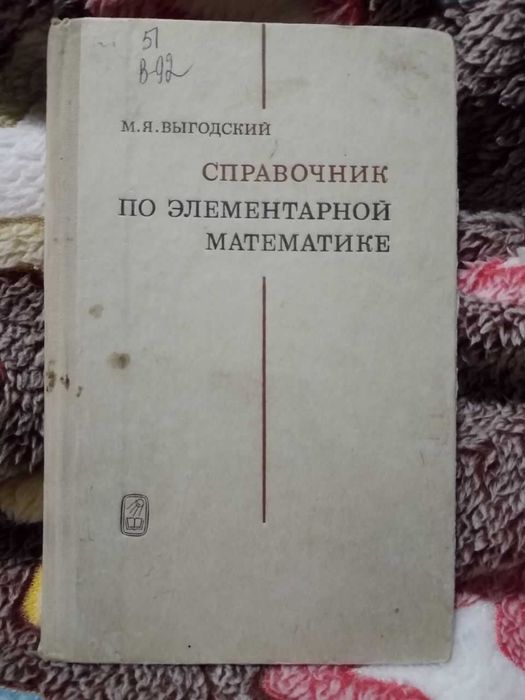 51
В-92
М.Я.ВЫГОДСКИЙ
СПРАВОЧНИК
ПО ЭЛЕМЕНТАРНОЙ
МАТЕМАТИКЕ